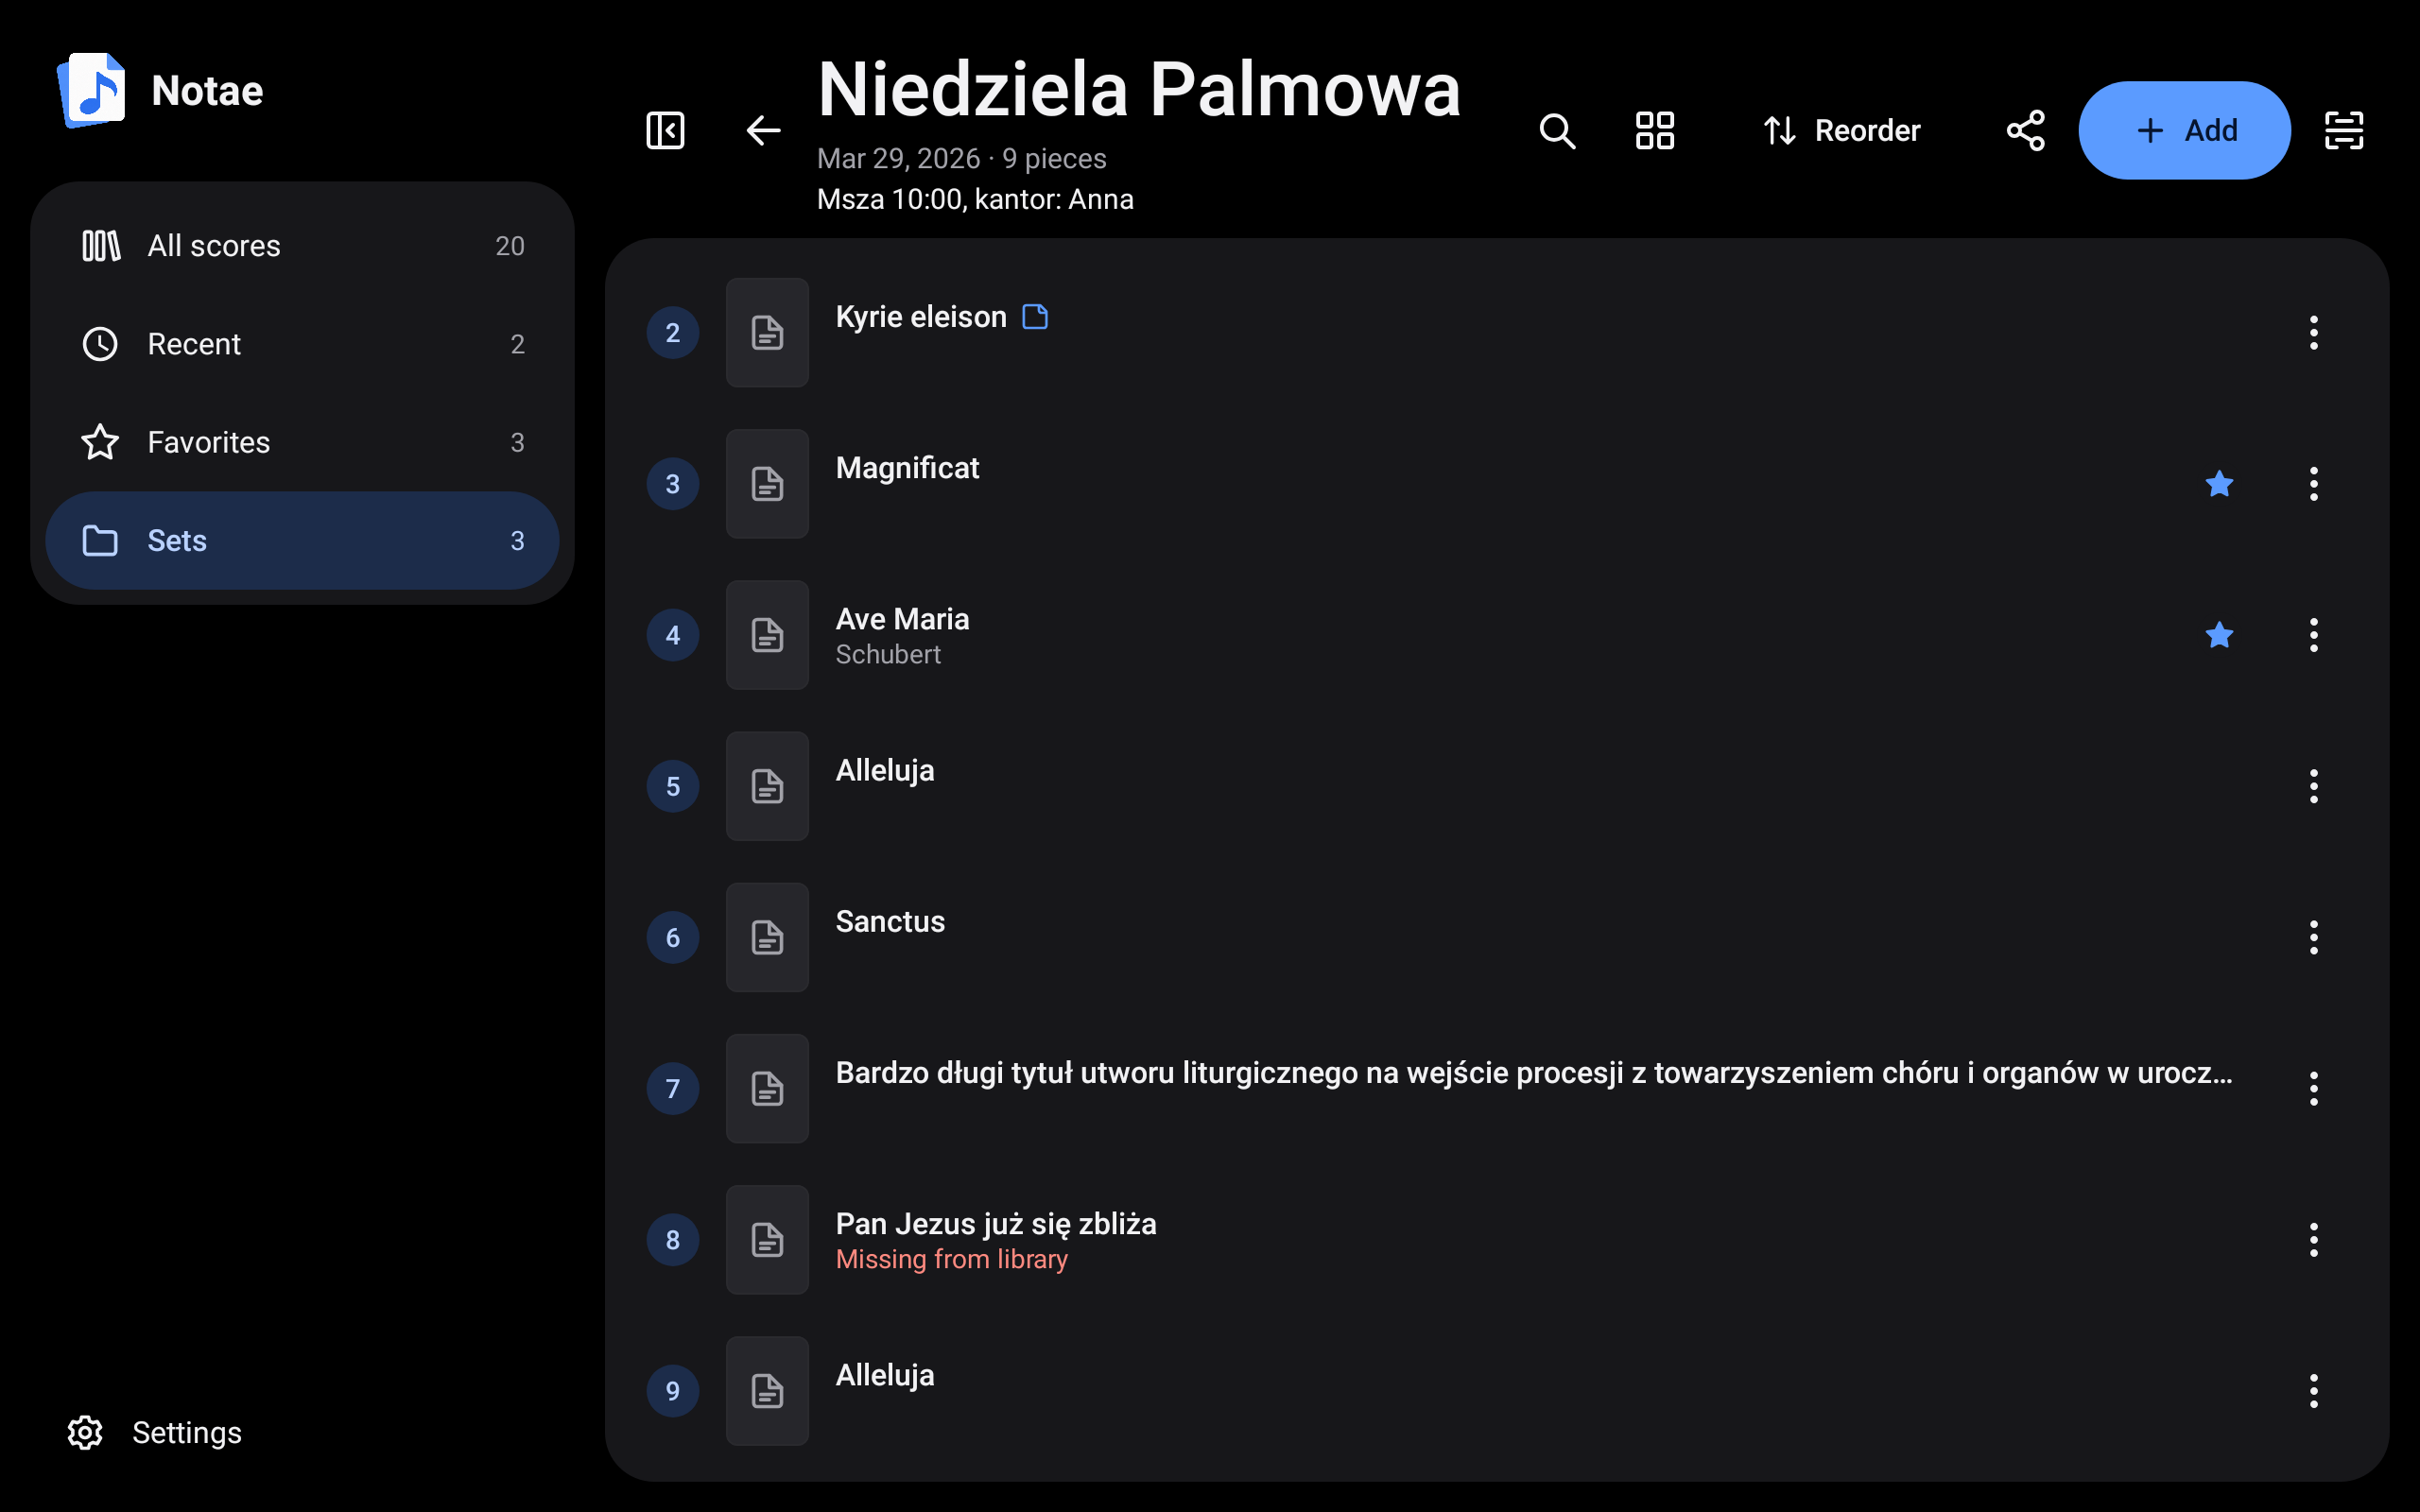 Notae
All scores 20
Recent 2
Favorites 3
Sets 3
Settings
Niedziela Palmowa
Mar 29, 2026 · 9 pieces
Msza 10:00, kantor: Anna
Reorder
Add
2 Kyrie eleison
3 Magnificat
4 Ave Maria
Schubert
5 Alleluja
6 Sanctus
7 Bardzo długi tytuł utworu liturgicznego na wejście procesji z towarzyszeniem chóru i organów w urocz…
8 Pan Jezus już się zbliża
Missing from library
9 Alleluja